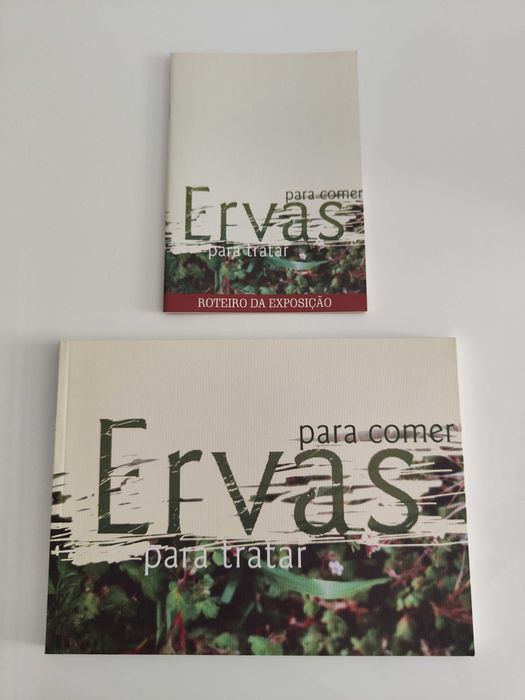 para comer
Ervas
para tratar
ROTEIRO DA EXPOSIÇÃO
para comer
Ervas
para tratar